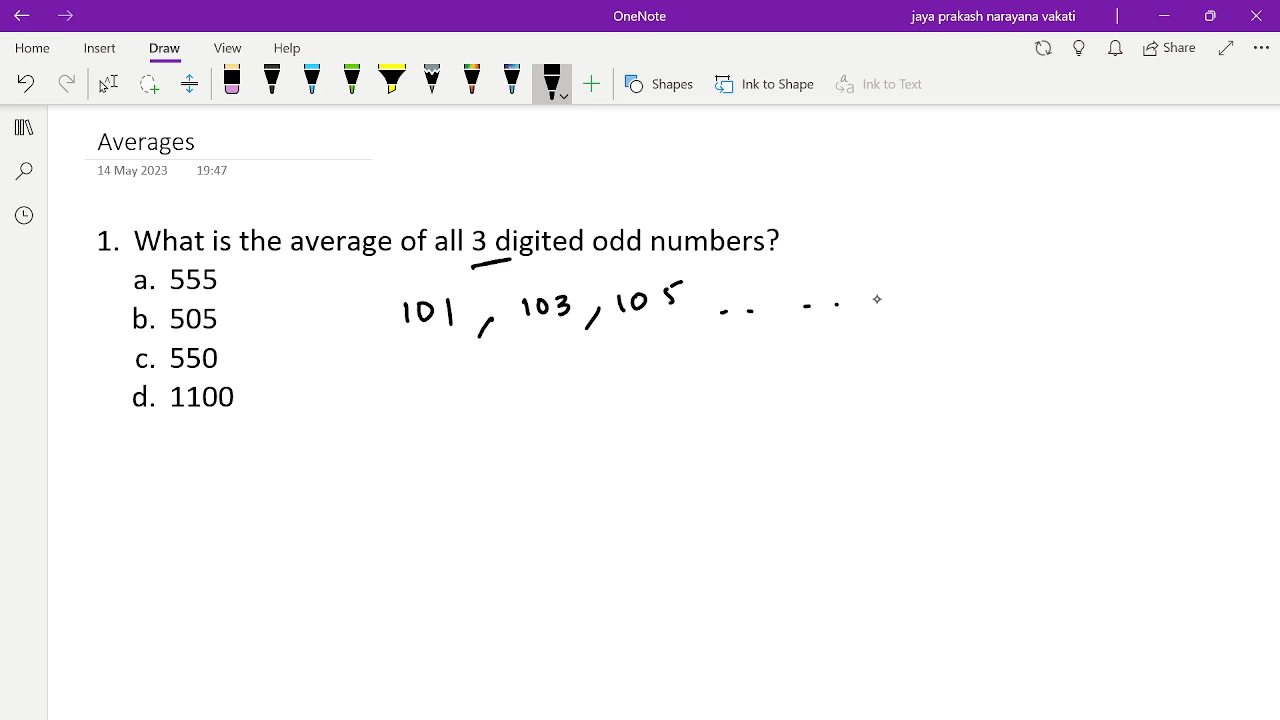 OneNote
jaya prakash narayana vakati
Home Insert Draw View Help
Share
Shapes Ink to Shape Ink to Text
Averages
14 May 2023 19:47
1. What is the average of all 3 digited odd numbers?
a. 555
b. 505
c. 550
d. 1100
101, 103, 105 .. ..